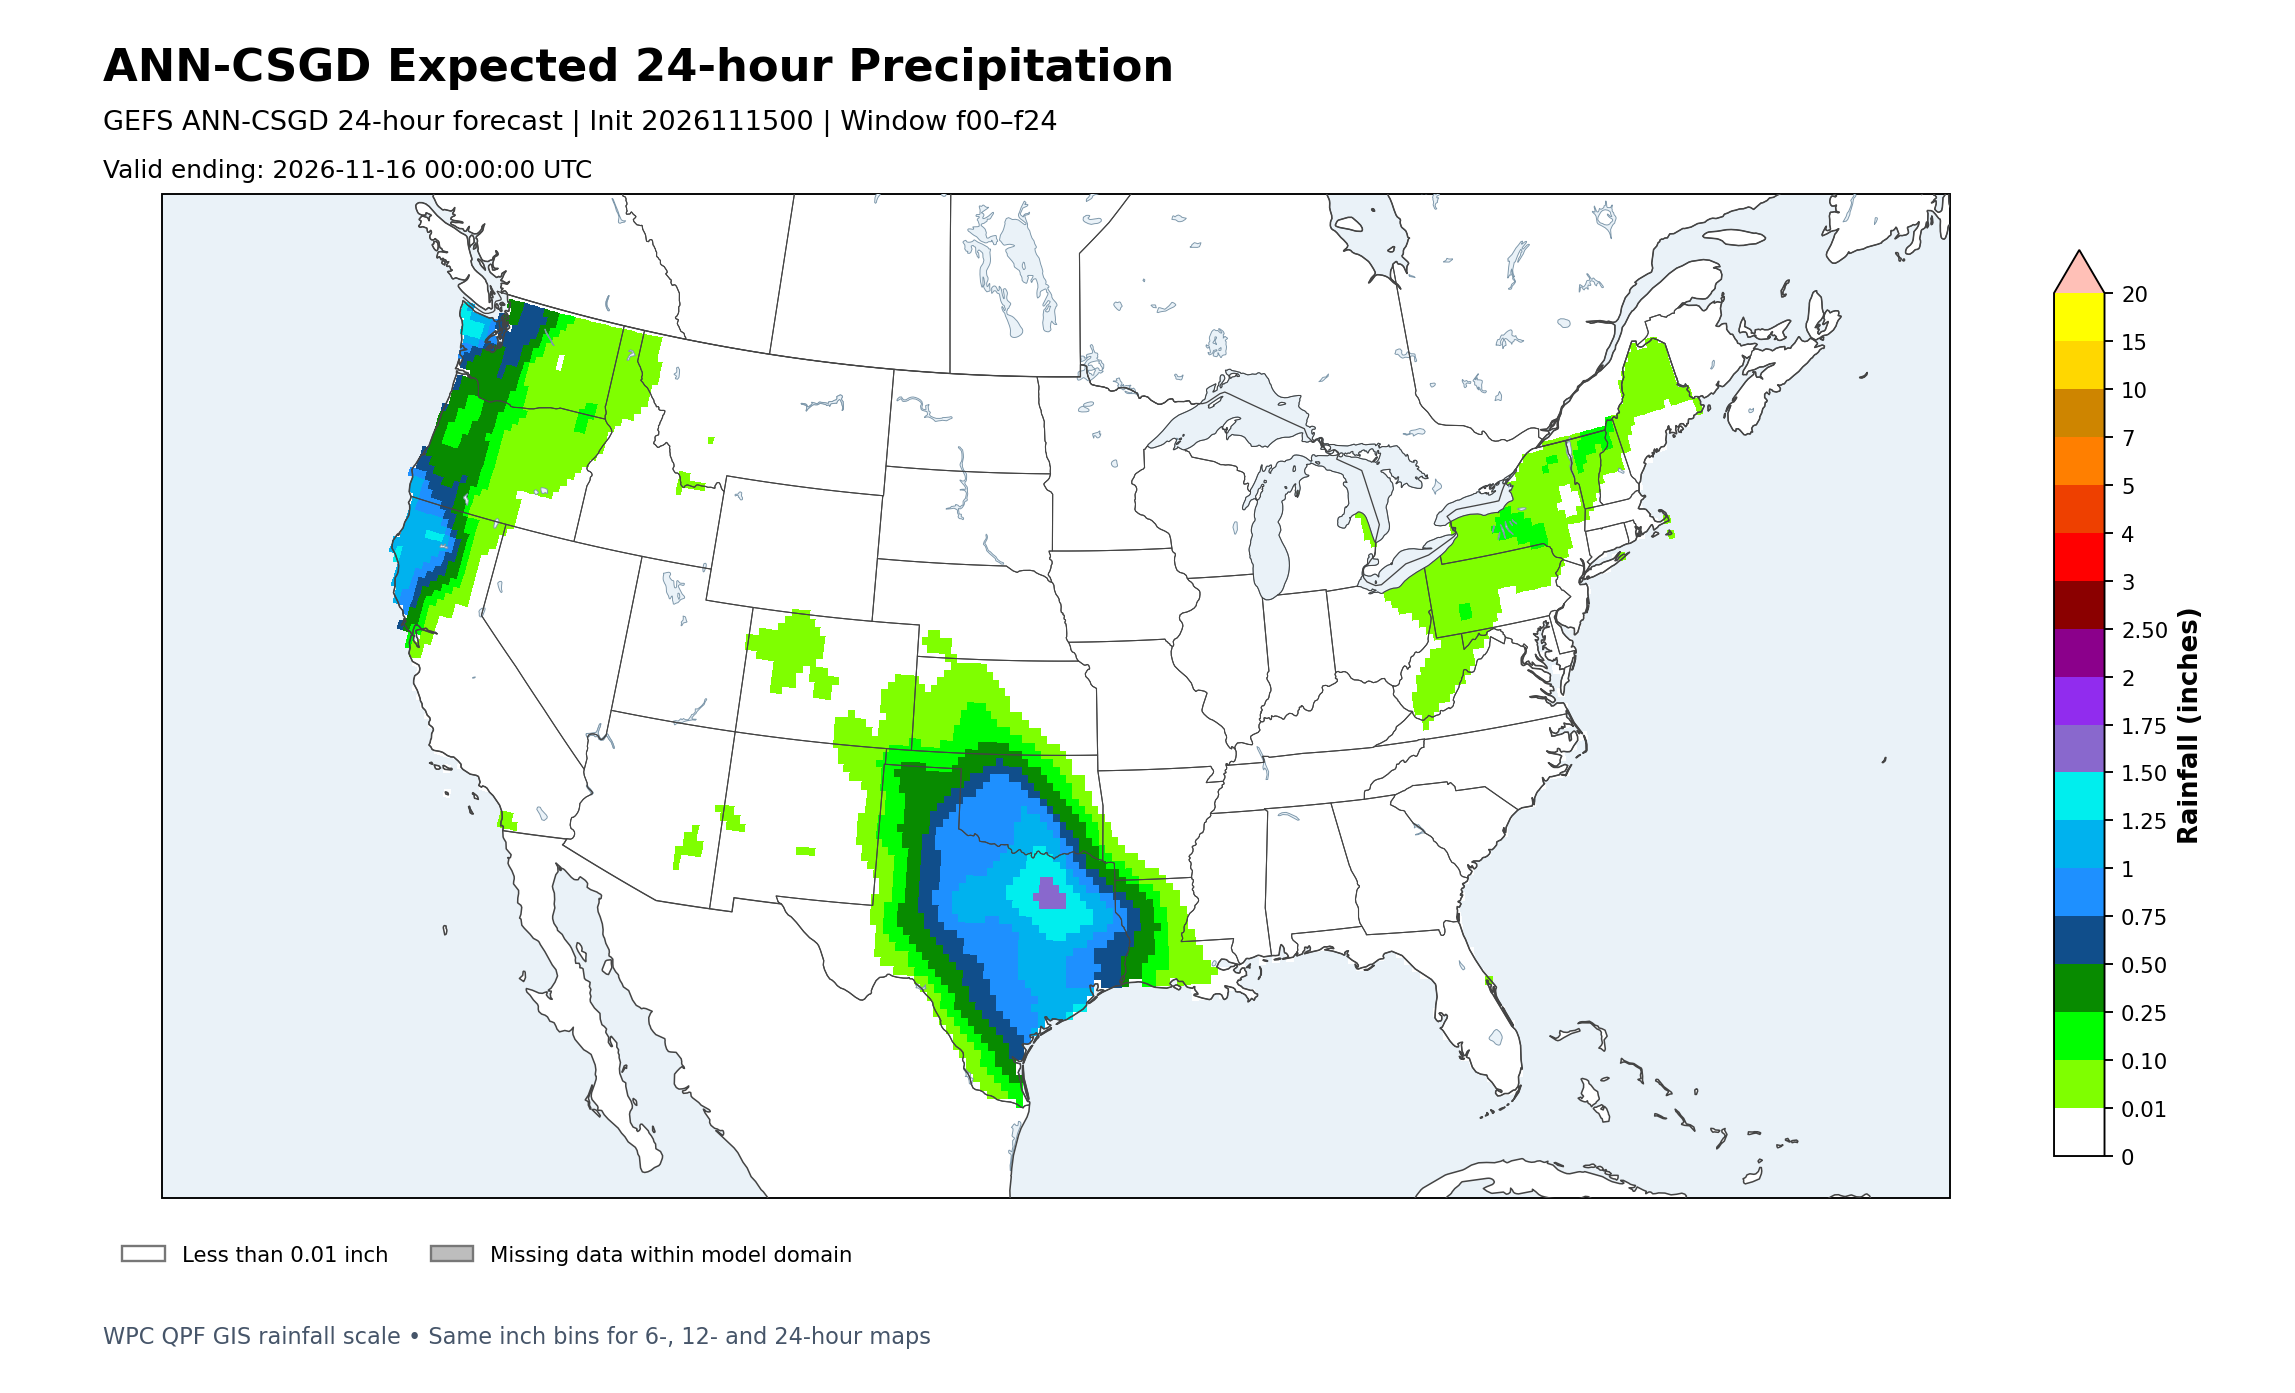 ANN-CSGD Expected 24-hour Precipitation
GEFS ANN-CSGD 24-hour forecast | Init 2026111500 | Window f00–f24
Valid ending: 2026-11-16 00:00:00 UTC
20
15
10
7
5
4
3
2.50
2
1.75
1.50
1.25
1
0.75
0.50
0.25
0.10
0.01
0
Rainfall (inches)
Less than 0.01 inch
Missing data within model domain
WPC QPF GIS rainfall scale • Same inch bins for 6-, 12- and 24-hour maps